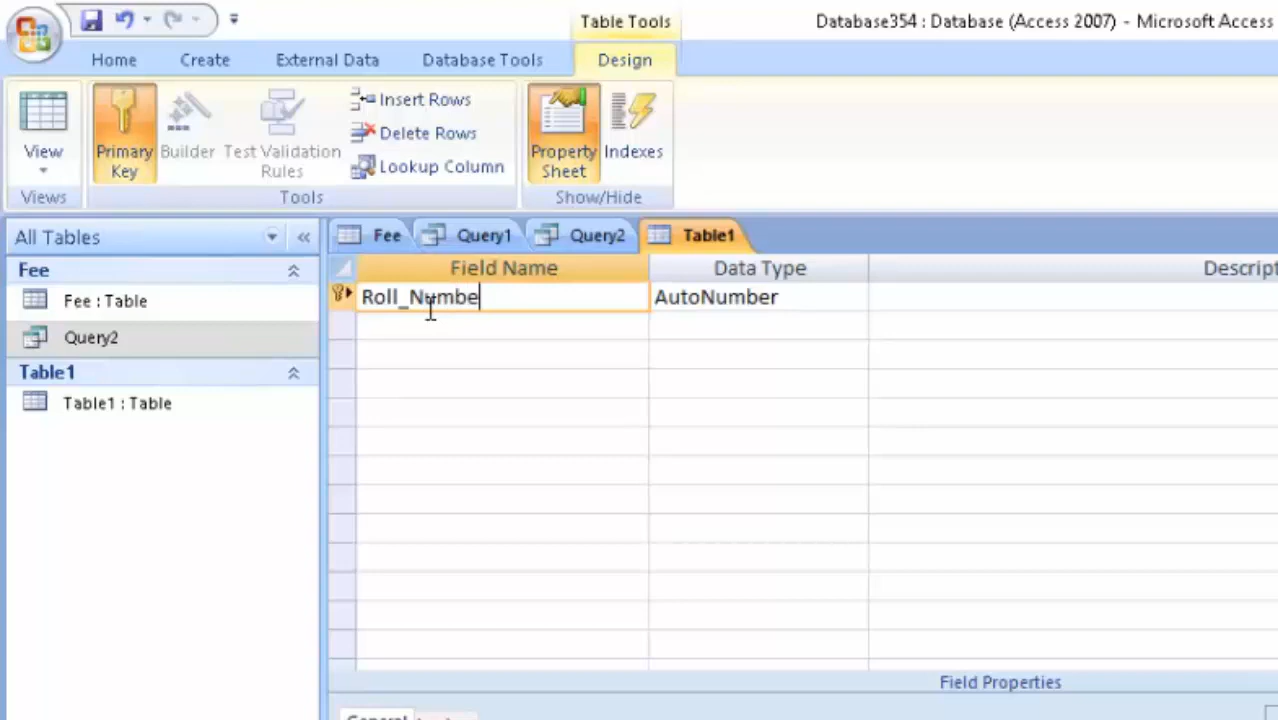 Table Tools
Database354 : Database (Access 2007) - Microsoft Access
Home Create External Data Database Tools Design
View
Primary Key
Builder
Test Validation Rules
Insert Rows
Delete Rows
Lookup Column
Property Sheet
Indexes
Views Tools Show/Hide
All Tables
Fee Query1 Query2 Table1
Fee
Fee : Table
Query2
Table1
Table1 : Table
Field Name Data Type Descript
Roll_Numbe AutoNumber
Field Properties
General